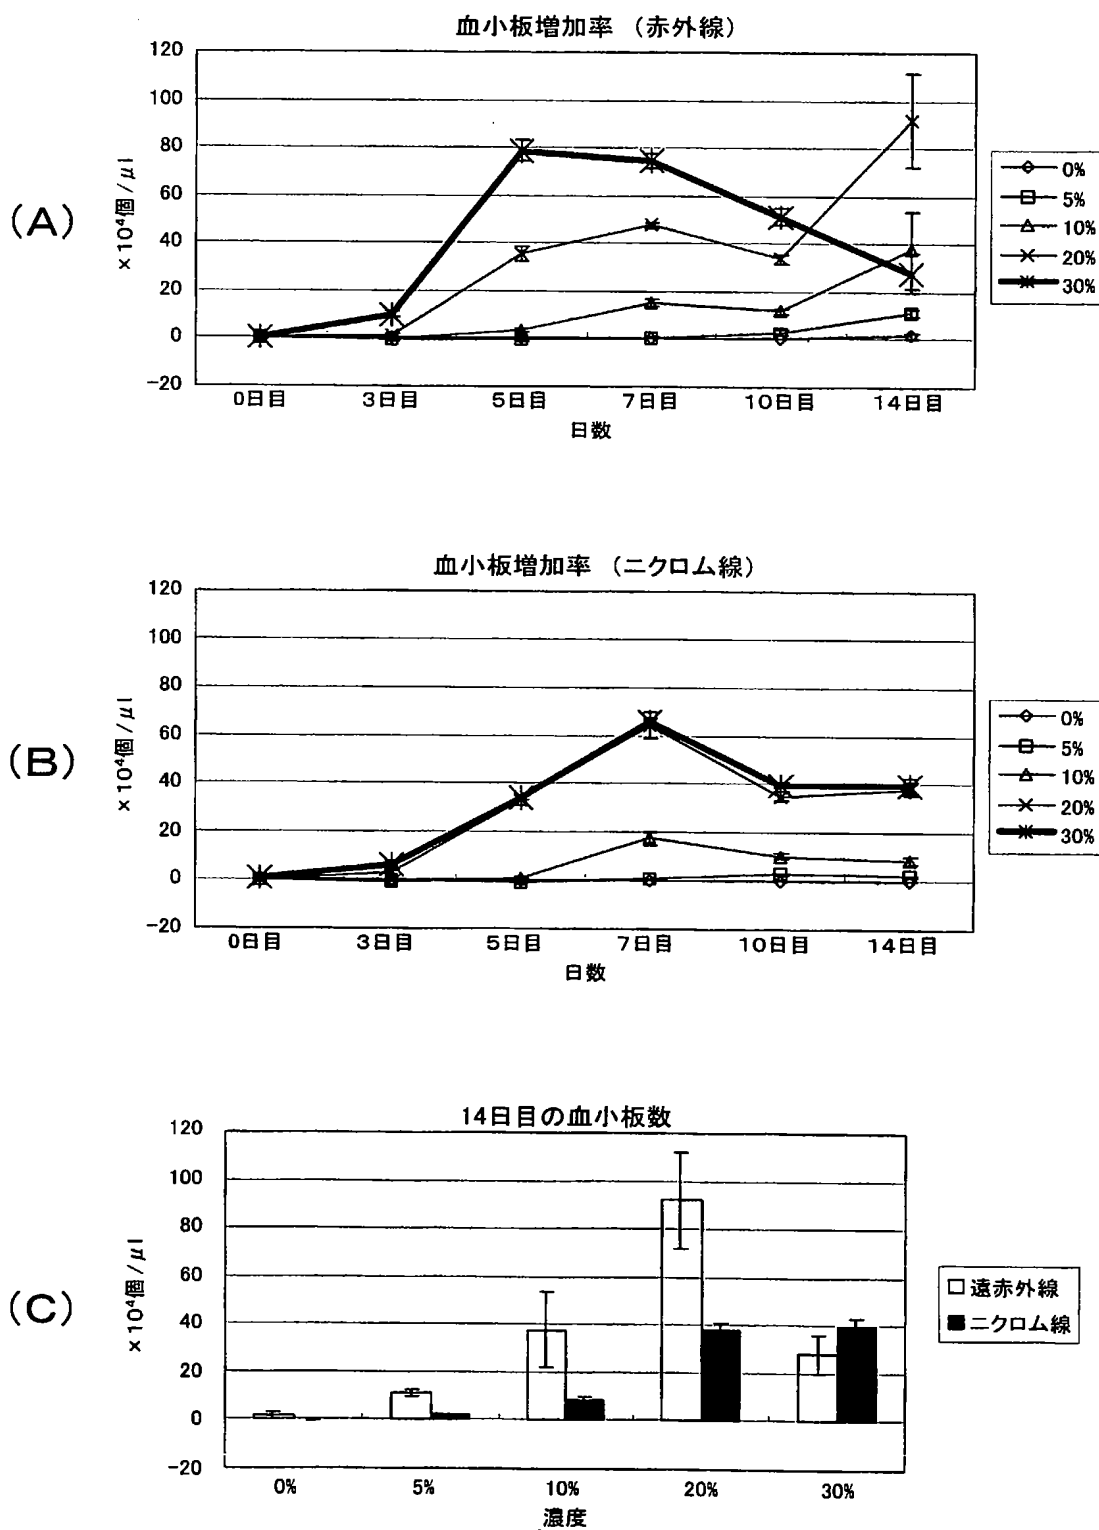 (A)
血小板増加率 (赤外線)
×10⁴個/μl
120
100
80
60
40
20
0
-20
0日目 3日目 5日目 7日目 10日目 14日目
日数
0%
5%
10%
20%
30%
(B)
血小板増加率 (ニクロム線)
×10⁴個/μl
120
100
80
60
40
20
0
-20
0日目 3日目 5日目 7日目 10日目 14日目
日数
0%
5%
10%
20%
30%
(C)
14日目の血小板数
×10⁴個/μl
120
100
80
60
40
20
0
-20
0% 5% 10% 20% 30%
濃度
遠赤外線
ニクロム線